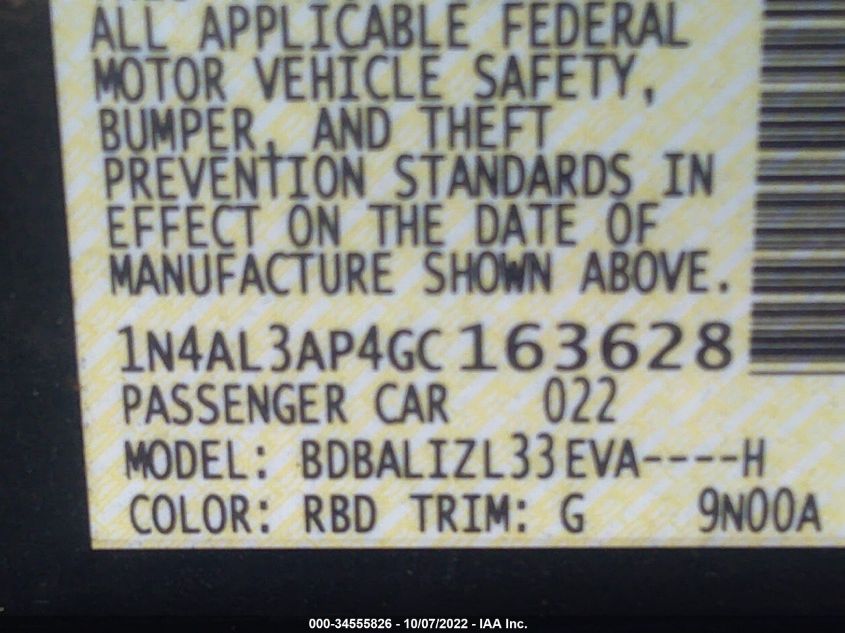 ALL APPLICABLE FEDERAL
MOTOR VEHICLE SAFETY,
BUMPER, AND THEFT
PREVENTION STANDARDS IN
EFFECT ON THE DATE OF
MANUFACTURE SHOWN ABOVE.
1N4AL3AP4GC163628
PASSENGER CAR 022
MODEL: BDBALIZL33EVA----H
COLOR: RBD TRIM: G 9N00A
000-34555826 - 10/07/2022 - IAA Inc.